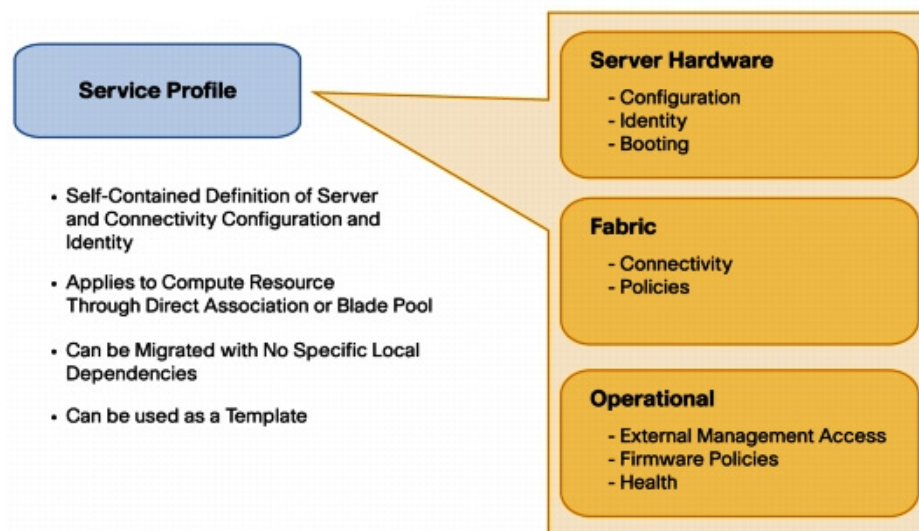 Service Profile
• Self-Contained Definition of Server
and Connectivity Configuration and
Identity
• Applies to Compute Resource
Through Direct Association or Blade Pool
• Can be Migrated with No Specific Local
Dependencies
• Can be used as a Template
Server Hardware
- Configuration
- Identity
- Booting
Fabric
- Connectivity
- Policies
Operational
- External Management Access
- Firmware Policies
- Health